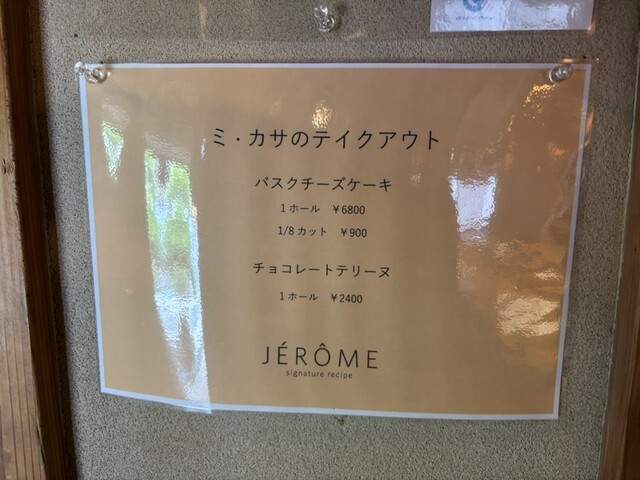 ミ・カサのテイクアウト
バスクチーズケーキ
1ホール ￥6800
1/8カット ￥900
チョコレートテリーヌ
1ホール ￥2400
JÉRÔME
signature recipe